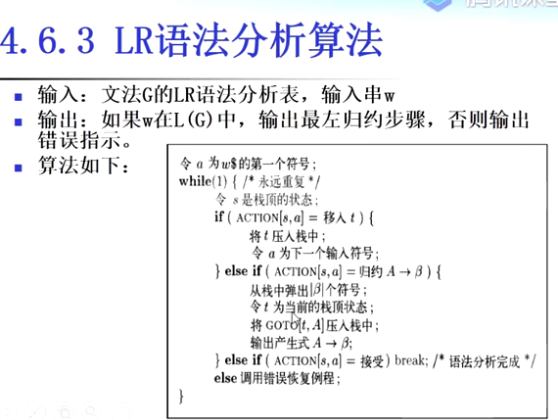 4.6.3 LR语法分析算法
输入：文法G的LR语法分析表，输入串w
输出：如果w在L(G)中，输出最左归约步骤，否则输出
错误指示。
算法如下：
令 a 为 w$ 的第一个符号；
while(1) { /* 永远重复 */
令 s 是栈顶的状态；
if ( ACTION[s,a] = 移入 t ) {
将 t 压入栈中；
令 a 为下一个输入符号；
} else if ( ACTION[s,a] = 归约 A → β ) {
从栈中弹出|β|个符号；
令 t 为当前的栈顶状态；
将 GOTO[t,A]压入栈中；
输出产生式 A → β;
} else if ( ACTION[s,a] = 接受) break; /* 语法分析完成 */
else 调用错误恢复例程；
}